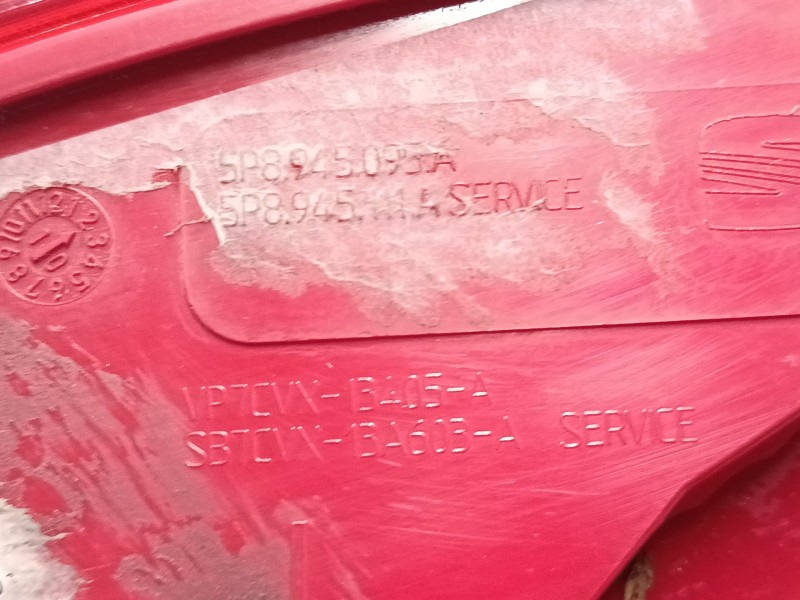 5P8.945.095.A
5P8.945.111.A SERVICE
VP7CVX-13405-A
SB7CVX-13A603-A SERVICE